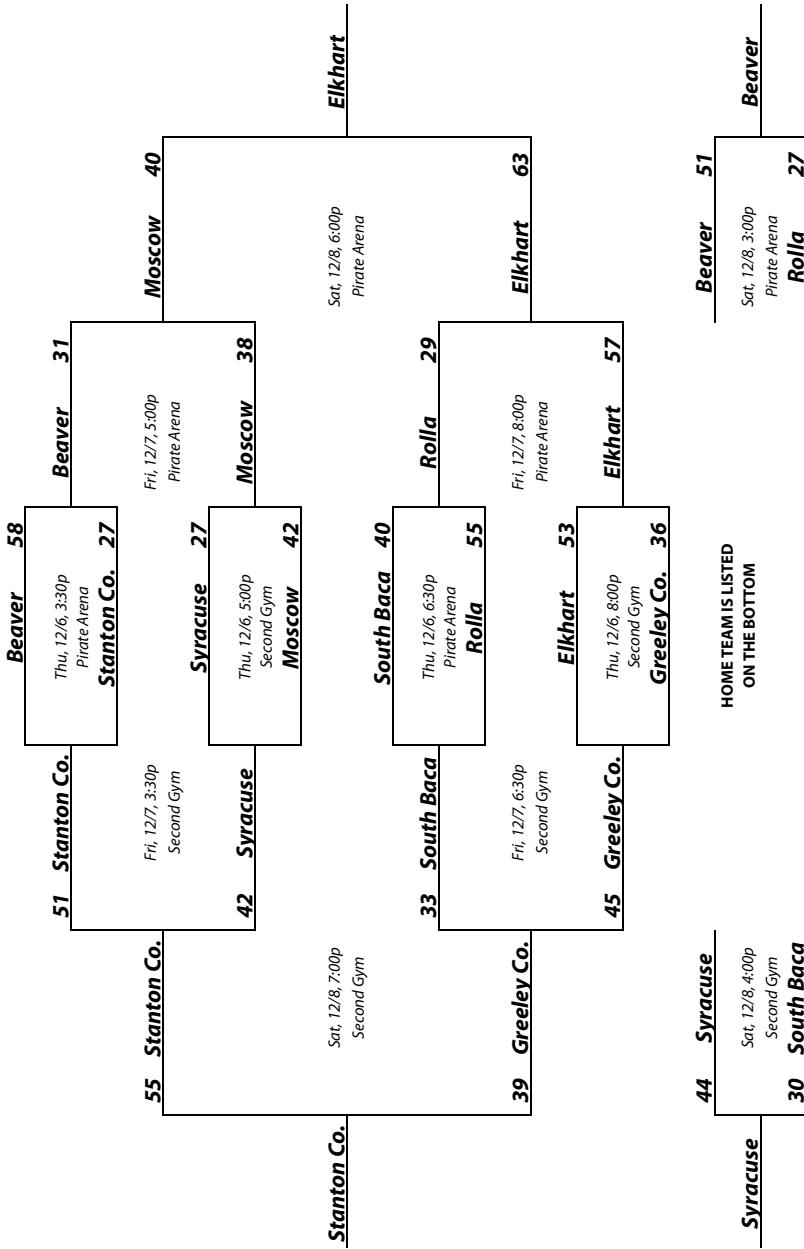 Beaver 58
Thu, 12/6, 3:30p
Pirate Arena
Stanton Co. 27
Syracuse 27
Thu, 12/6, 5:00p
Second Gym
Moscow 42
South Baca 40
Thu, 12/6, 6:30p
Pirate Arena
Rolla 55
Elkhart 53
Thu, 12/6, 8:00p
Second Gym
Greeley Co. 36
Beaver 31
Fri, 12/7, 5:00p
Pirate Arena
Moscow 38
Rolla 29
Fri, 12/7, 8:00p
Pirate Arena
Elkhart 57
Moscow 40
Sat, 12/8, 6:00p
Pirate Arena
Elkhart 63
Elkhart
Beaver 51
Sat, 12/8, 3:00p
Pirate Arena
Rolla 27
Beaver
51 Stanton Co.
Fri, 12/7, 3:30p
Second Gym
42 Syracuse
33 South Baca
Fri, 12/7, 6:30p
Second Gym
45 Greeley Co.
55 Stanton Co.
Sat, 12/8, 7:00p
Second Gym
39 Greeley Co.
Stanton Co.
44 Syracuse
Sat, 12/8, 4:00p
Second Gym
30 South Baca
Syracuse
HOME TEAM IS LISTED
ON THE BOTTOM